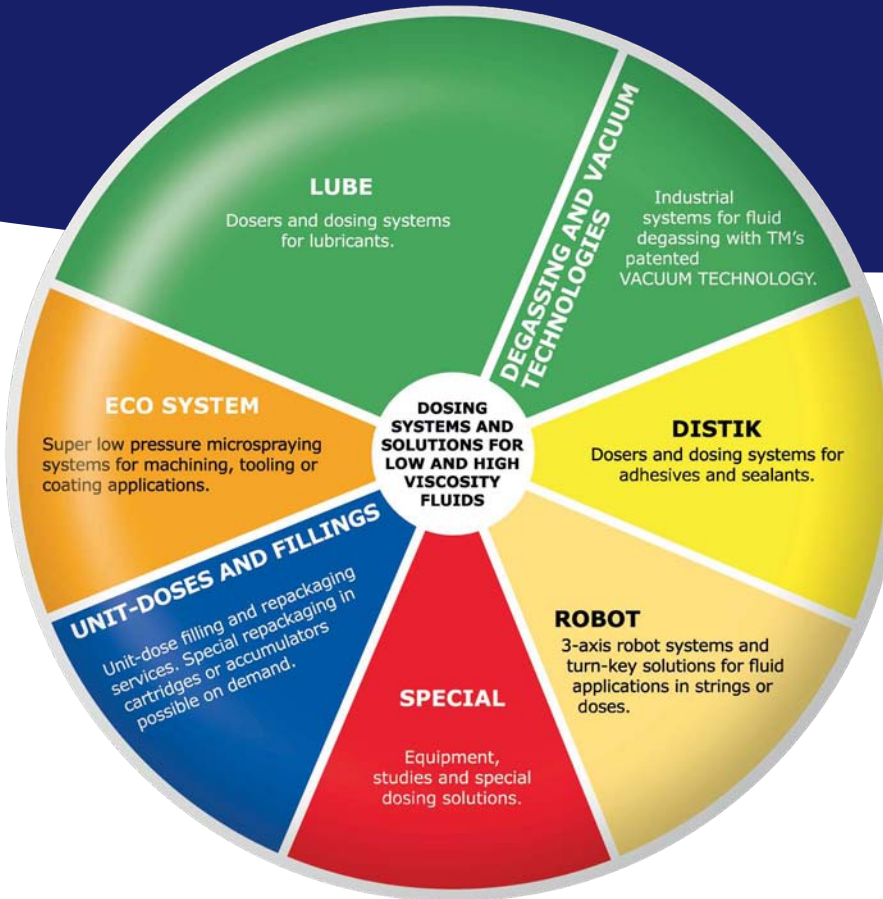 LUBE
Dosers and dosing systems
for lubricants.
DEGASSING AND VACUUM
TECHNOLOGIES
Industrial
systems for fluid
degassing with TM's
patented
VACUUM TECHNOLOGY.
ECO SYSTEM
Super low pressure microspraying
systems for machining, tooling or
coating applications.
DOSING
SYSTEMS AND
SOLUTIONS FOR
LOW AND HIGH
VISCOSITY
FLUIDS
DISTIK
Dosers and dosing systems for
adhesives and sealants.
UNIT-DOSES AND FILLINGS
Unit-dose filling and repackaging
services. Special repackaging in
cartridges or accumulators
possible on demand.
SPECIAL
Equipment,
studies and special
dosing solutions.
ROBOT
3-axis robot systems and
turn-key solutions for fluid
applications in strings or
doses.